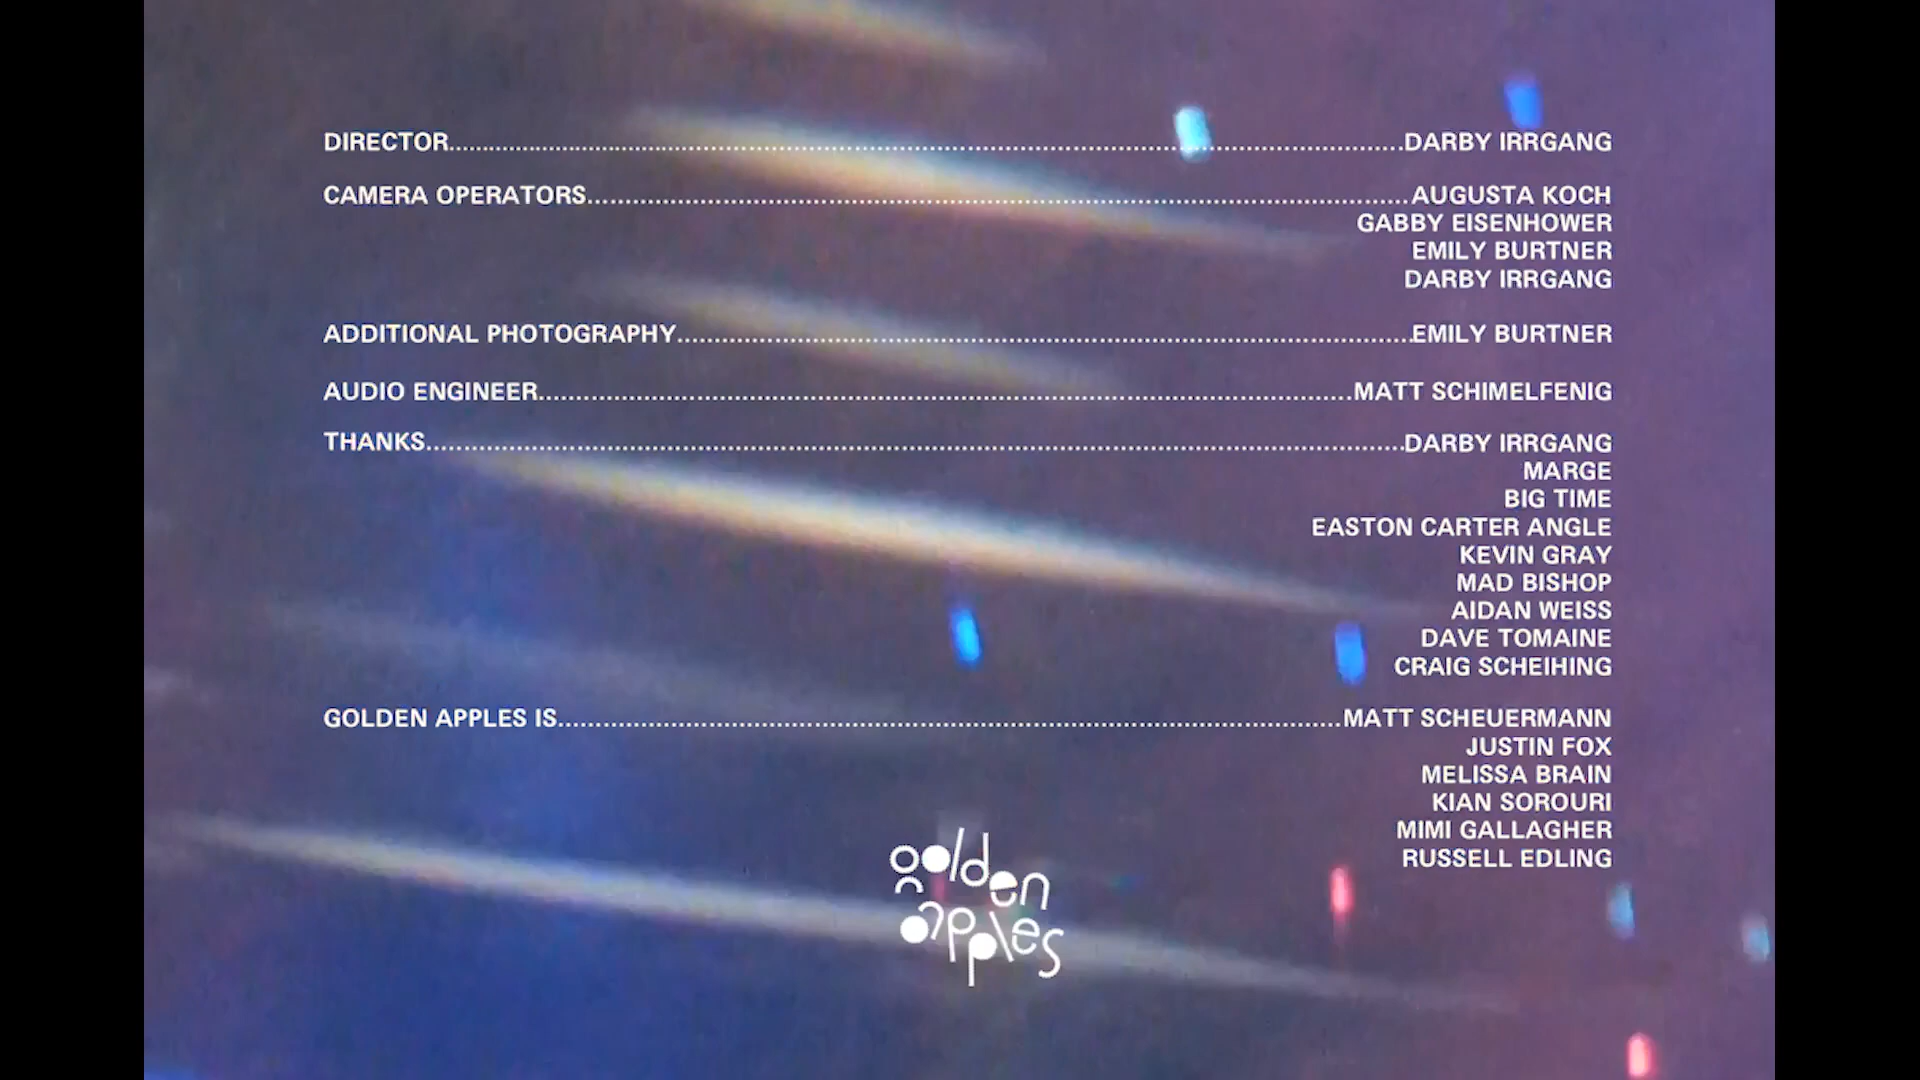 DIRECTOR..........................................................................................................................DARBY IRRGANG
CAMERA OPERATORS.........................................................................................................AUGUSTA KOCH
GABBY EISENHOWER
EMILY BURTNER
DARBY IRRGANG
ADDITIONAL PHOTOGRAPHY................................................................................................EMILY BURTNER
AUDIO ENGINEER..........................................................................................................MATT SCHIMELFENIG
THANKS.............................................................................................................................DARBY IRRGANG
MARGE
BIG TIME
EASTON CARTER ANGLE
KEVIN GRAY
MAD BISHOP
AIDAN WEISS
DAVE TOMAINE
CRAIG SCHEIHING
GOLDEN APPLES IS......................................................................................................MATT SCHEUERMANN
JUSTIN FOX
MELISSA BRAIN
KIAN SOROURI
MIMI GALLAGHER
RUSSELL EDLING
golden
apples